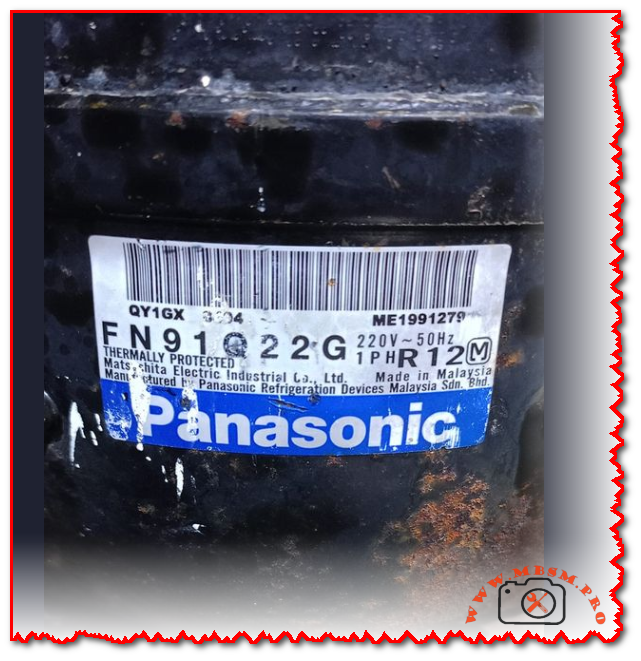 QY1GX ME1991279
FN91Q22G 220V~50Hz
1PH R12 M
THERMALLY PROTECTED
Matsushita Electric Industrial Co., Ltd. Made in Malaysia
Manufactured by Panasonic Refrigeration Devices Malaysia Sdn. Bhd.
Panasonic
WWW.MBSM.PRO